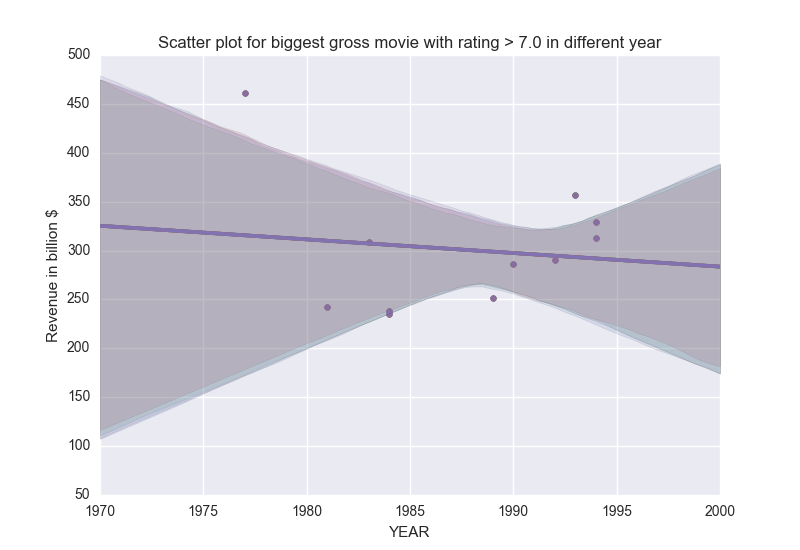 Scatter plot for biggest gross movie with rating > 7.0 in different year
500
450
400
350
300
250
200
150
100
50
Revenue in billion $
1970 1975 1980 1985 1990 1995 2000
YEAR